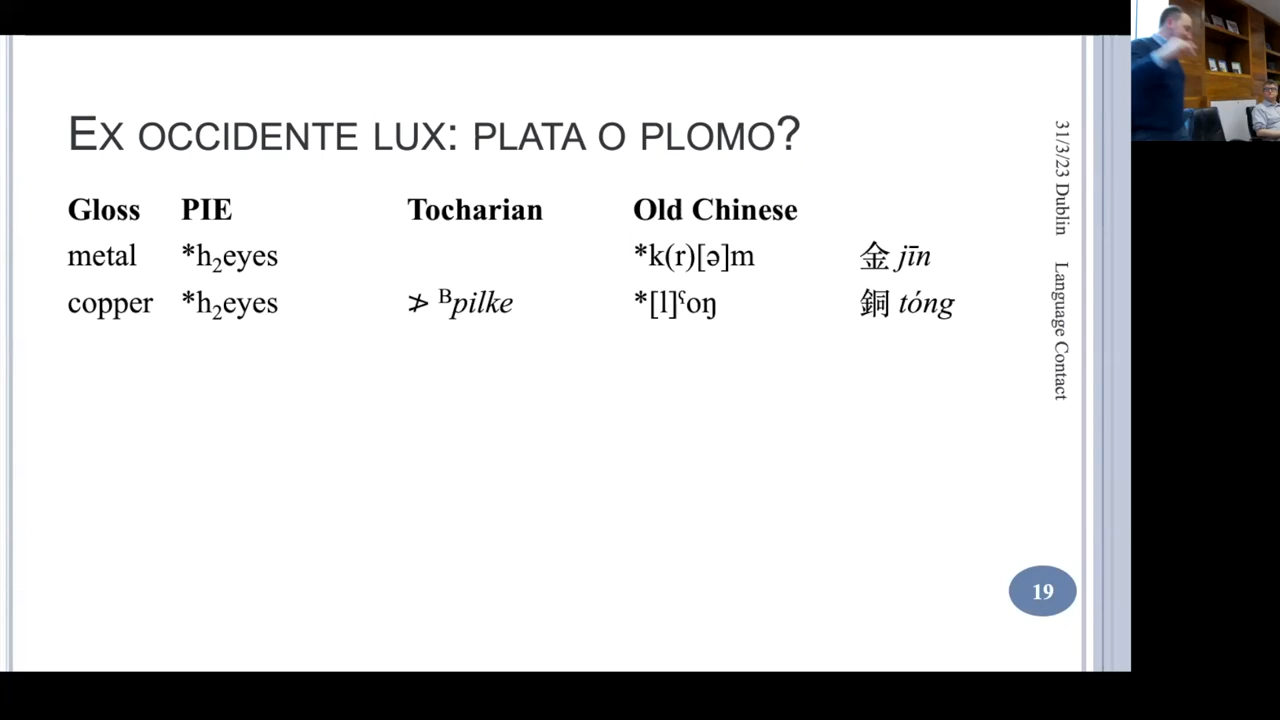 EX OCCIDENTE LUX: PLATA O PLOMO?
Gloss PIE Tocharian Old Chinese
metal *h₂eyes *k(r)[ə]m 金 jīn
copper *h₂eyes ≯ ᴮpilke *[l]ˤoŋ 銅 tóng
31/3/23 Dublin Language Contact
19